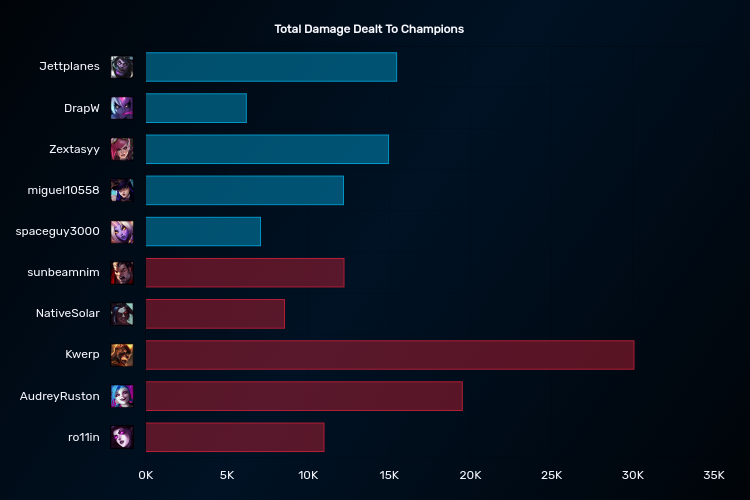 Total Damage Dealt To Champions
Jettplanes
DrapW
Zextasyy
miguel10558
spaceguy3000
sunbeamnim
NativeSolar
Kwerp
AudreyRuston
ro11in
0K 5K 10K 15K 20K 25K 30K 35K